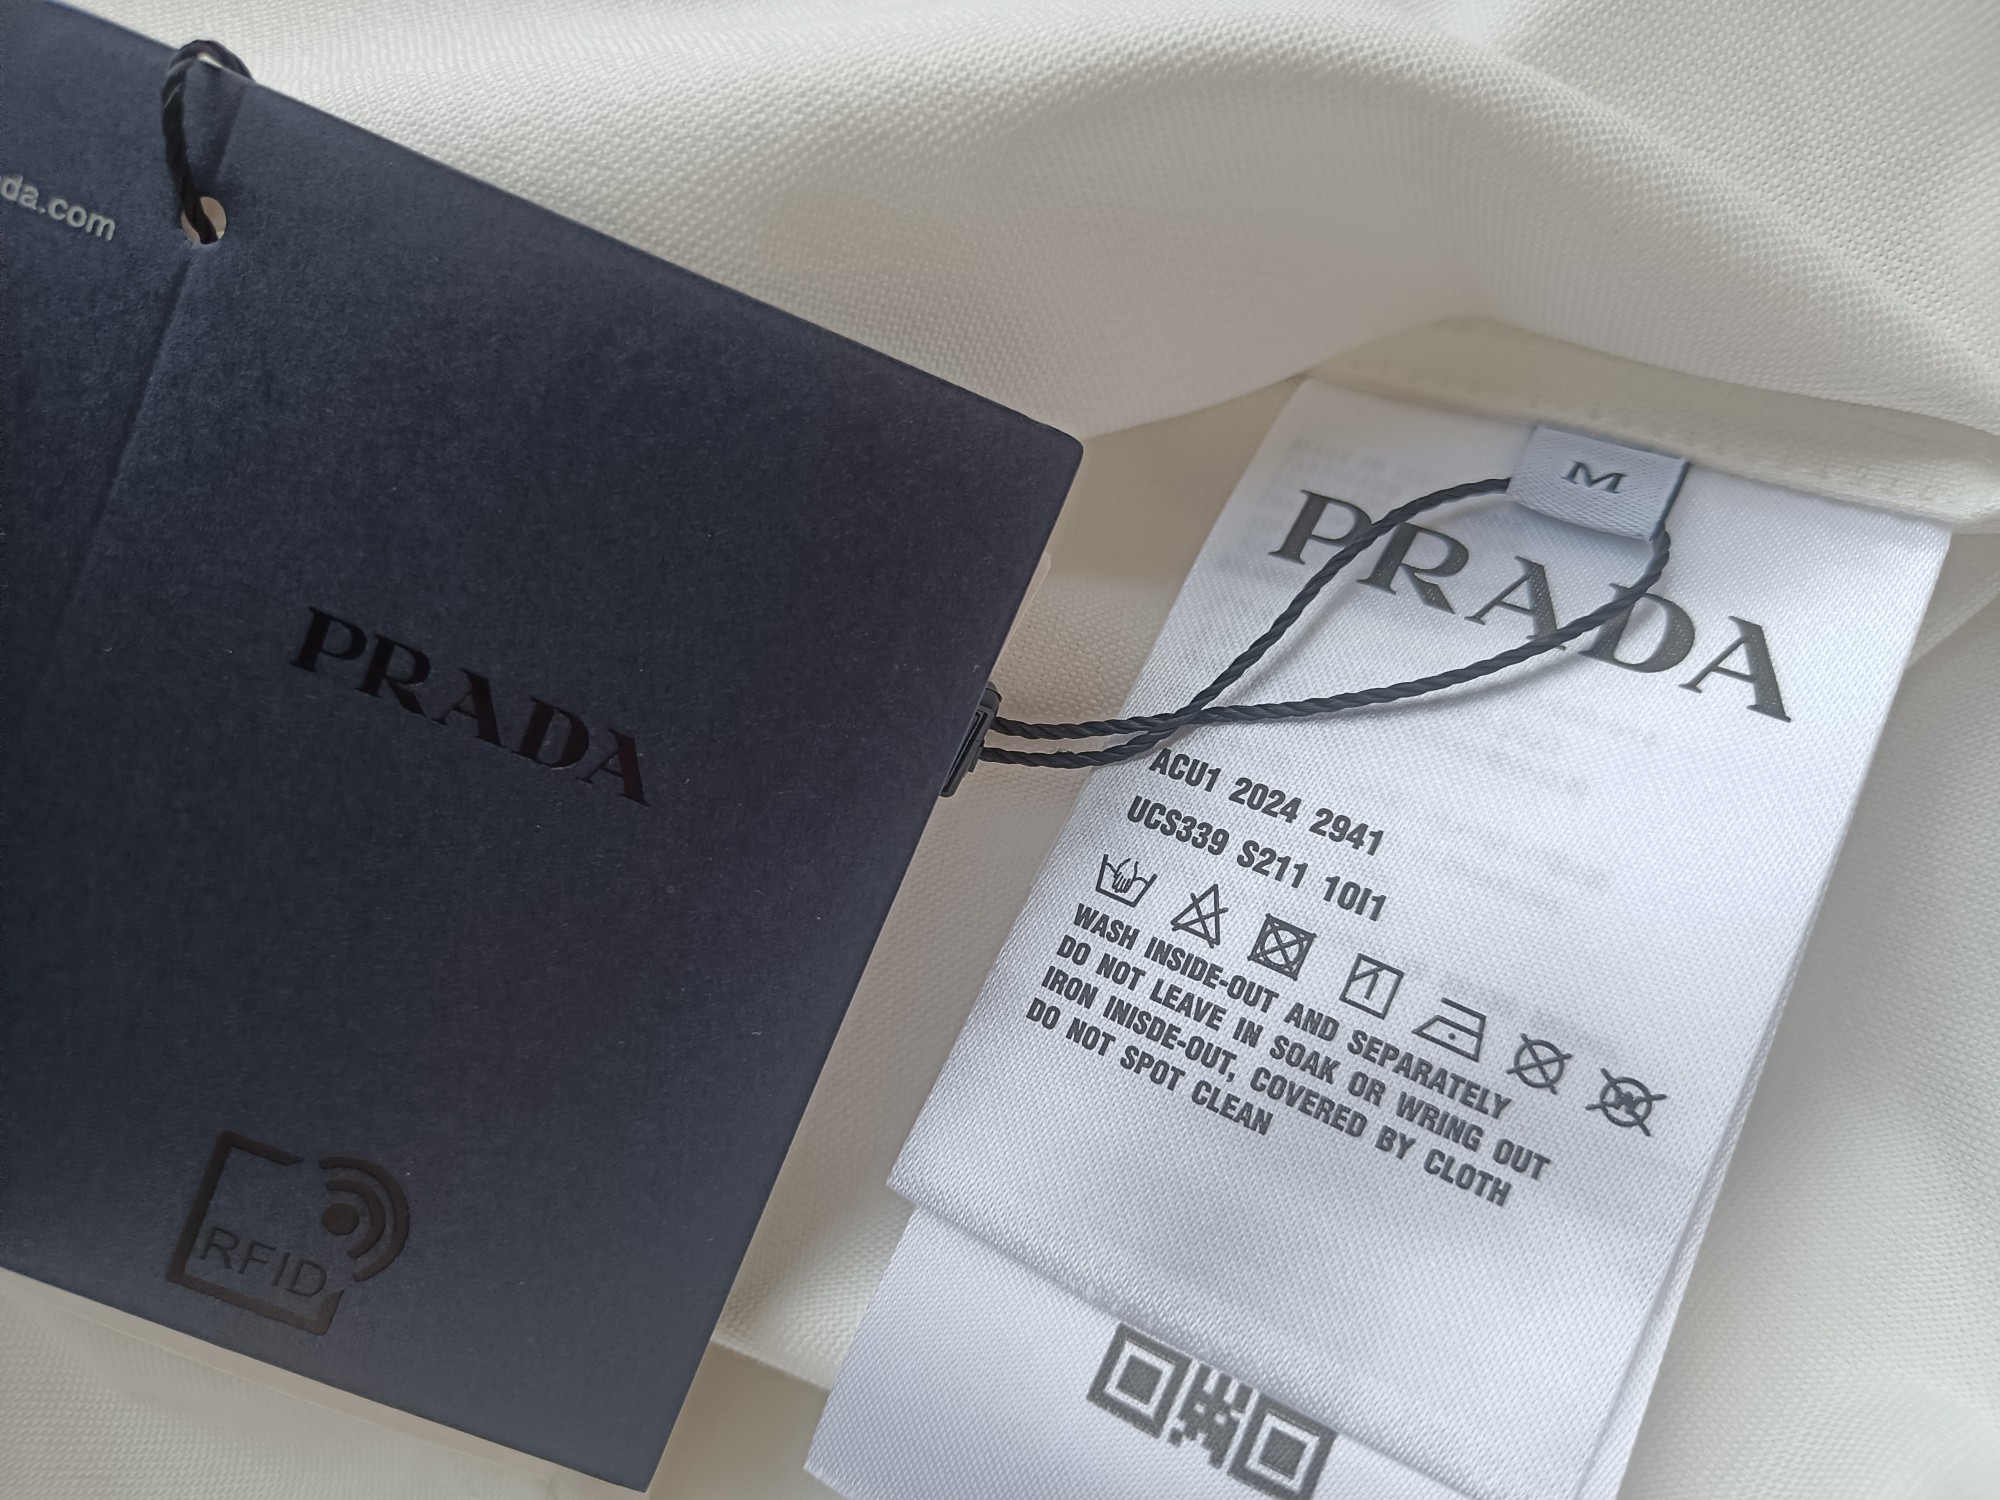 da.com
PRADA
RFID
M
PRADA
ACU1 2024 2941
UCS339 S211 10I1
WASH INSIDE-OUT AND SEPARATELY
DO NOT LEAVE IN SOAK OR WRING OUT
IRON INISDE-OUT, COVERED BY CLOTH
DO NOT SPOT CLEAN